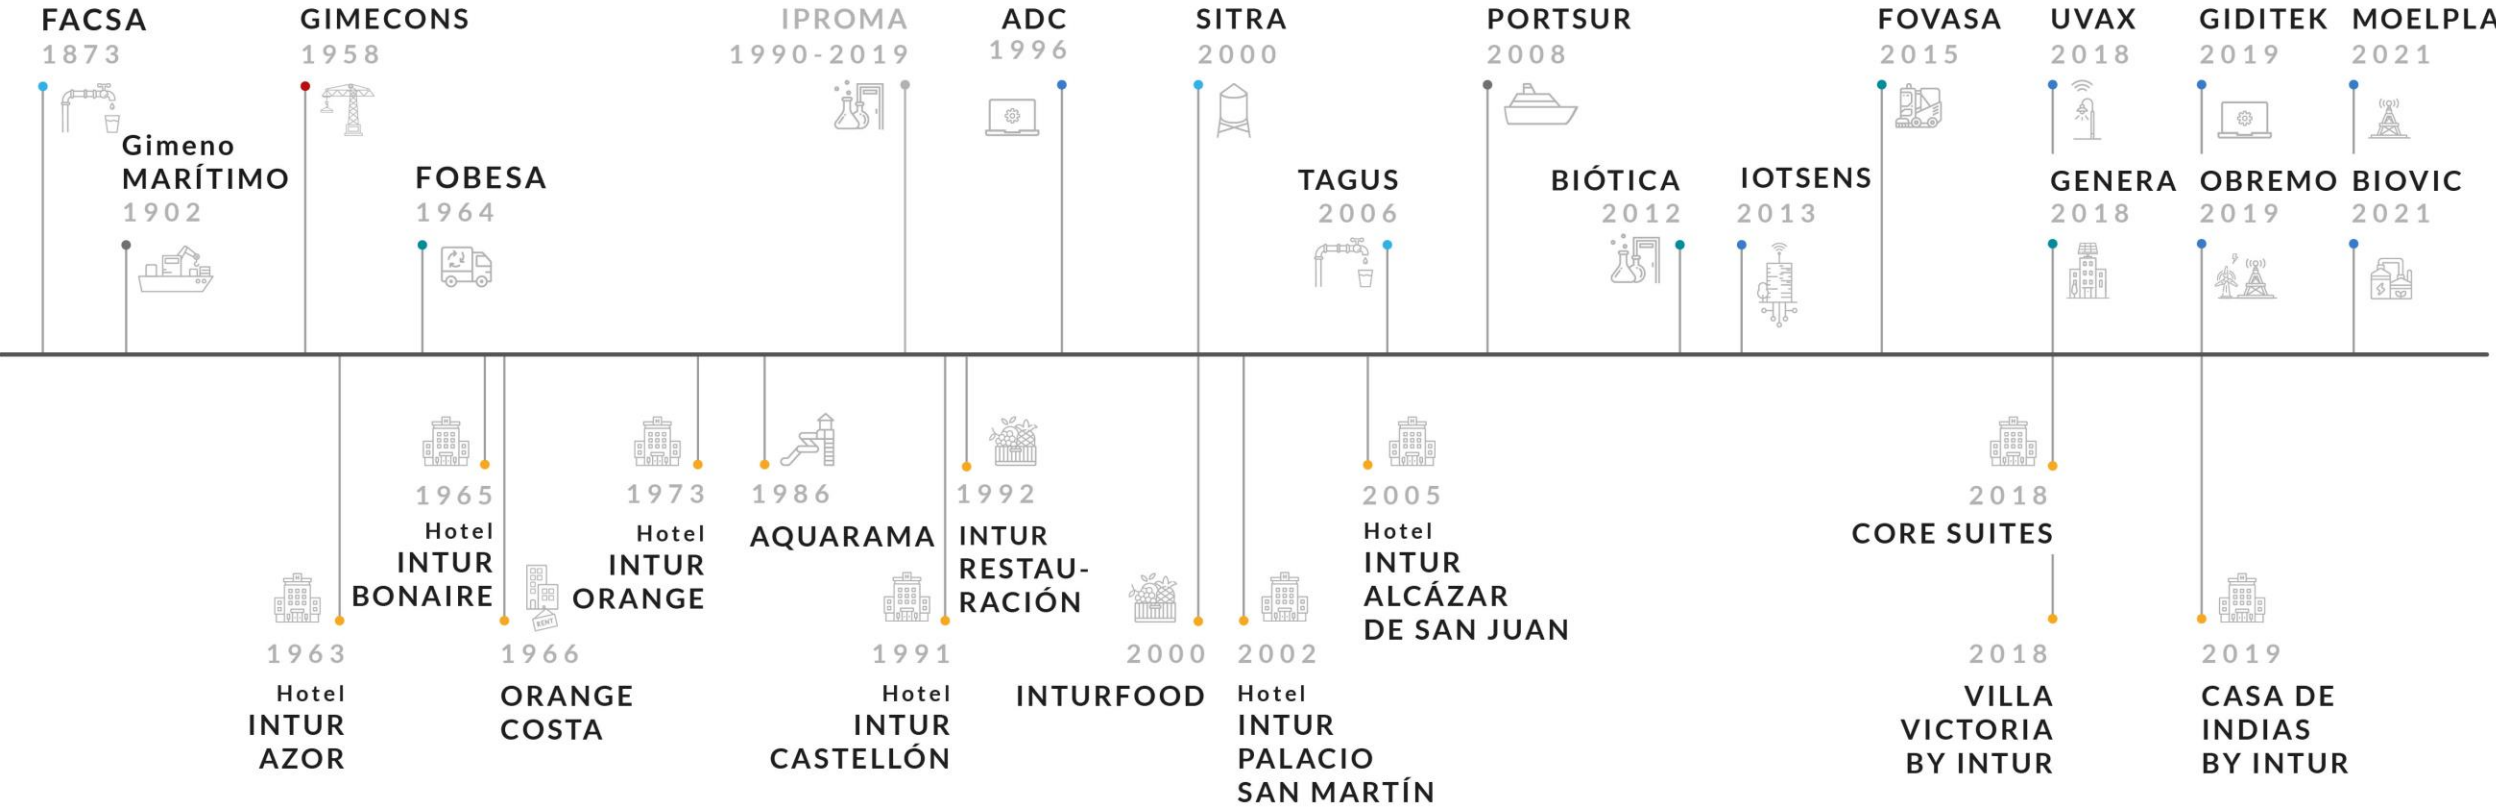 FACSA
1873
Gimeno
MARÍTIMO
1902
GIMECONS
1958
FOBESA
1964
IPROMA
1990-2019
ADC
1996
SITRA
2000
TAGUS
2006
PORTSUR
2008
BIÓTICA
2012
IOTSENS
2013
FOVASA
2015
UVAX
2018
GENERA
2018
GIDITEK
2019
OBREMO
2019
MOELPLA
2021
BIOVIC
2021
1963
Hotel
INTUR
AZOR
1965
Hotel
INTUR
BONAIRE
RENT
1966
ORANGE
COSTA
1973
Hotel
INTUR
ORANGE
1986
AQUARAMA
1991
Hotel
INTUR
CASTELLÓN
1992
INTUR
RESTAU-
RACIÓN
2000
INTURFOOD
2002
Hotel
INTUR
PALACIO
SAN MARTÍN
2005
Hotel
INTUR
ALCÁZAR
DE SAN JUAN
2018
CORE SUITES
2018
VILLA
VICTORIA
BY INTUR
2019
CASA DE
INDIAS
BY INTUR